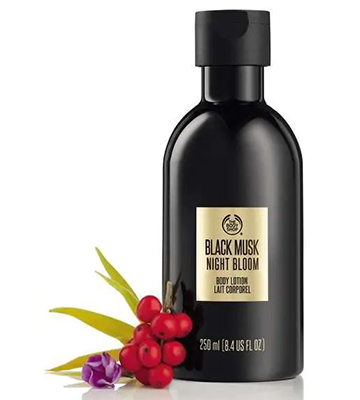 THE
BODY
SHOP
BLACK MUSK
NIGHT BLOOM
BODY LOTION
LAIT CORPOREL
250 ml (8.4 US FL OZ)